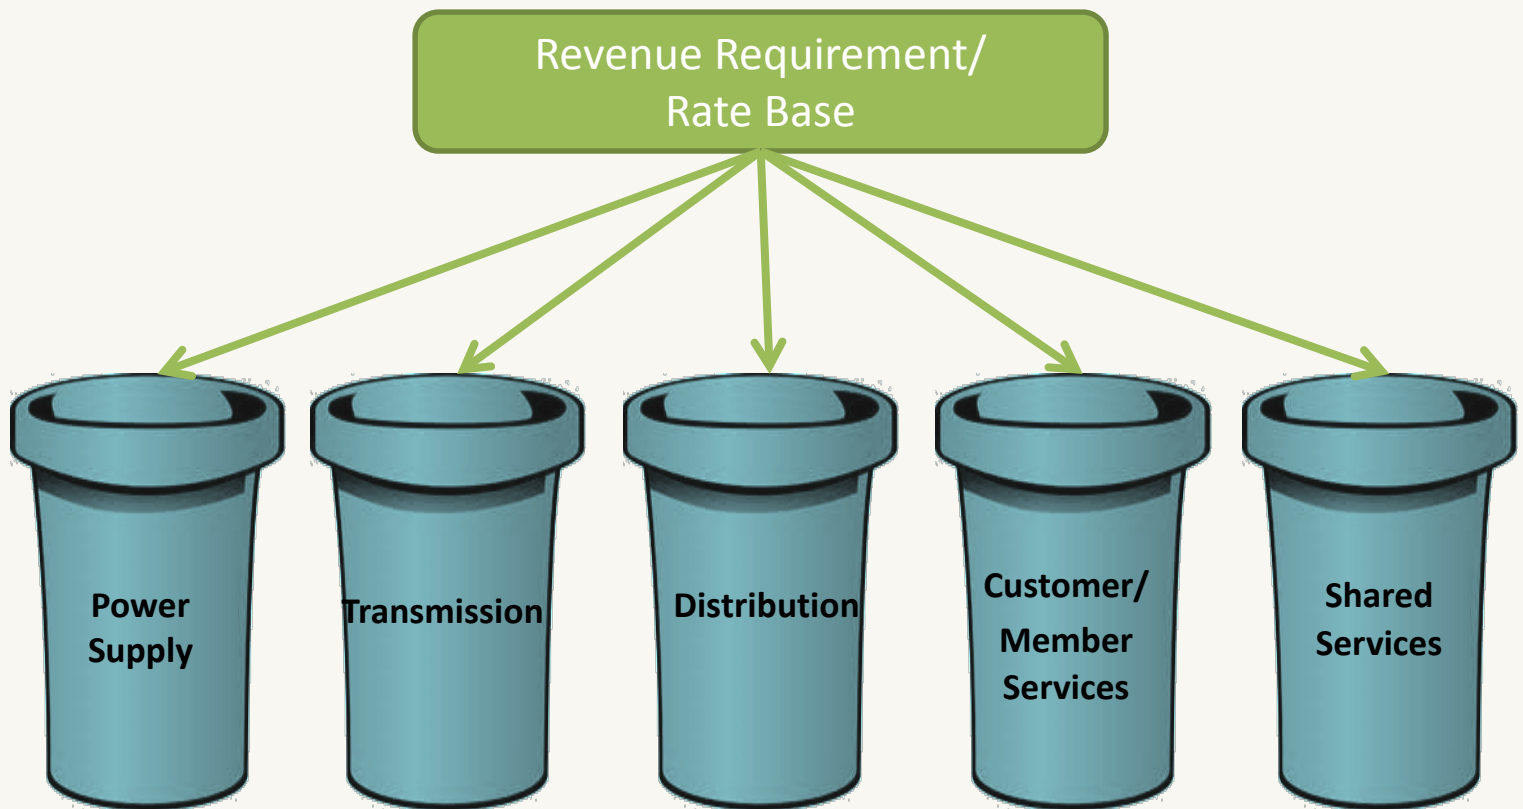 Revenue Requirement/
Rate Base
Power
Supply
Transmission
Distribution
Customer/
Member
Services
Shared
Services